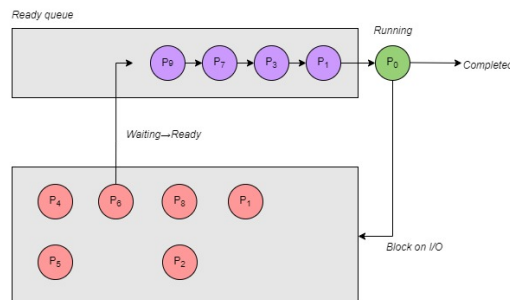 Ready queue
Running
P9 P7 P3 P1 P0 Completed
Waiting→Ready
P4 P6 P8 P1
Block on I/O
P5 P2